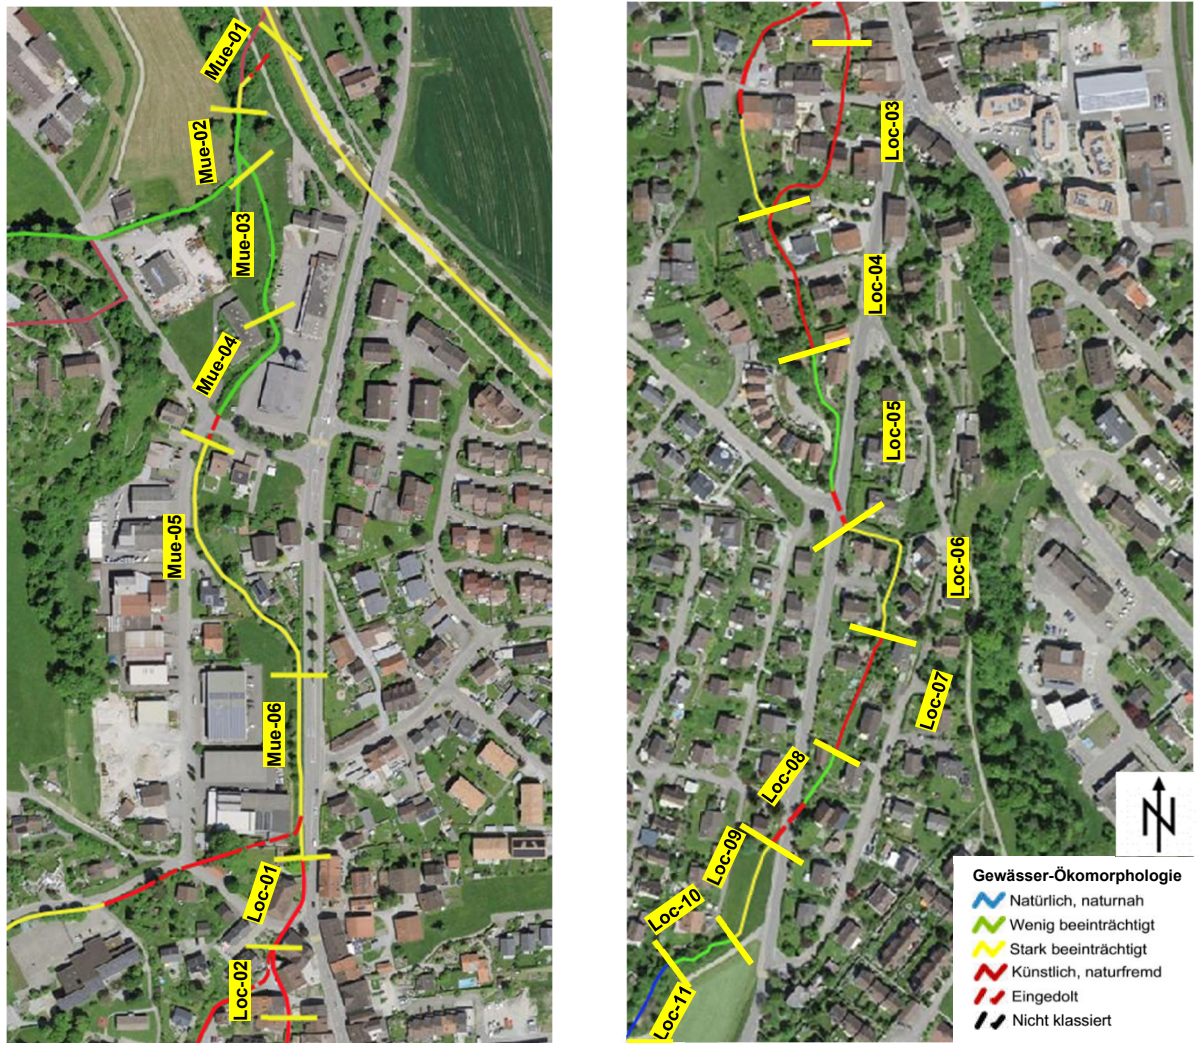 Mue-01
Mue-02
Mue-03
Mue-04
Mue-05
Mue-06
Loc-01
Loc-02
Loc-03
Loc-04
Loc-05
Loc-06
Loc-07
Loc-08
Loc-09
Loc-10
Loc-11
N
Gewässer-Ökomorphologie
Natürlich, naturnah
Wenig beeinträchtigt
Stark beeinträchtigt
Künstlich, naturfremd
Eingedolt
Nicht klassiert